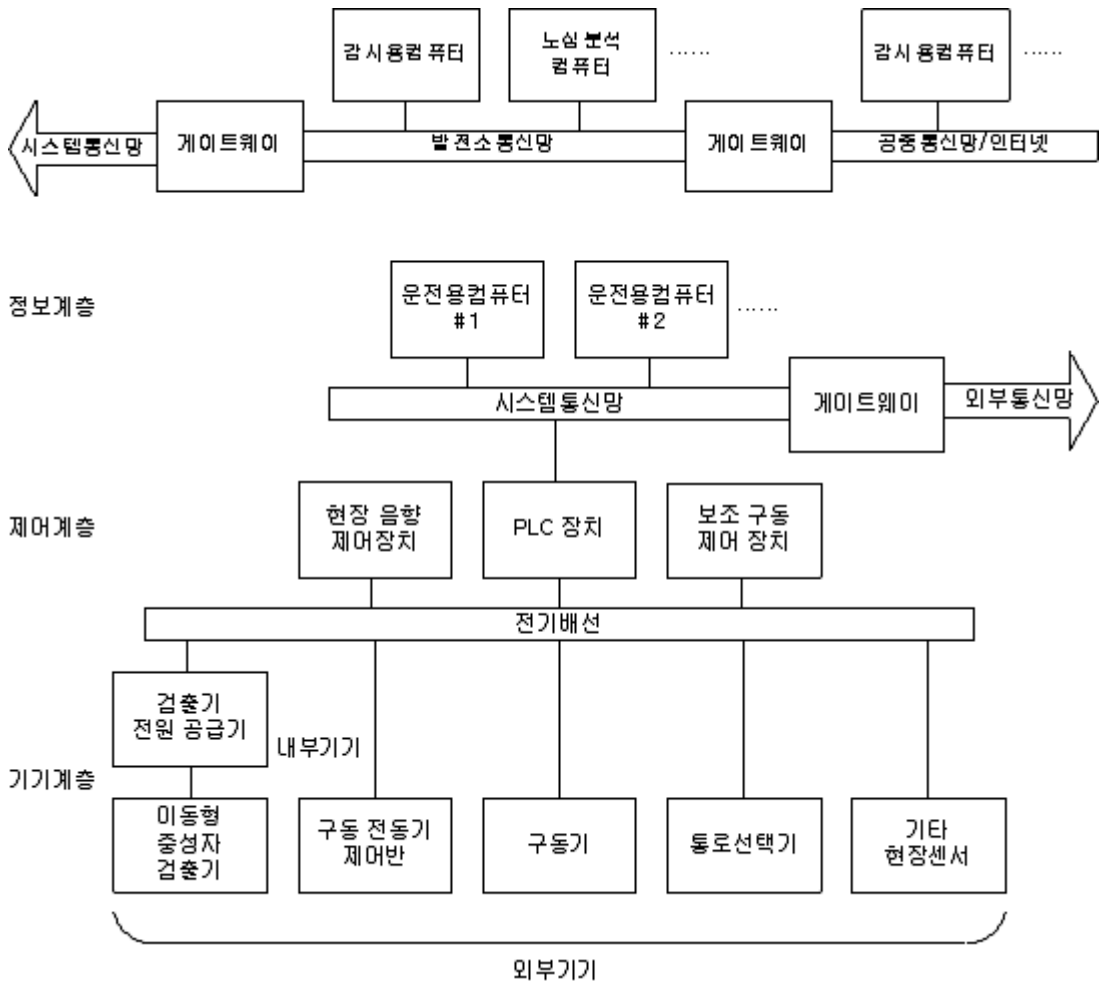 감시용컴퓨터
노심분석
컴퓨터
......
감시용컴퓨터
......
시스템통신망
게이트웨이
발전소통신망
게이트웨이
공중통신망/인터넷
정보계층
운전용컴퓨터
#1
운전용컴퓨터
#2
......
시스템통신망
게이트웨이
외부통신망
제어계층
현장 음향
제어장치
PLC 장치
보조 구동
제어 장치
전기배선
검출기
전원 공급기
내부기기
기기계층
이동형
중성자
검출기
구동 전동기
제어반
구동기
통로선택기
기타
현장센서
외부기기